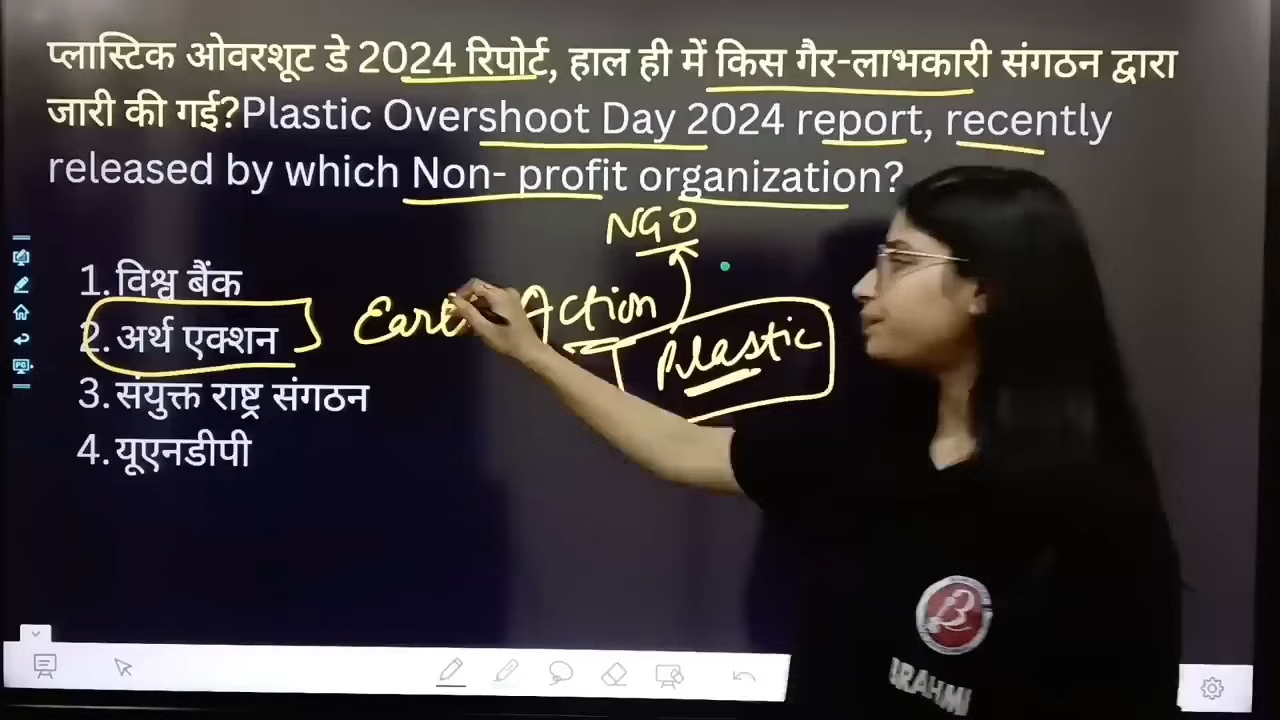 प्लास्टिक ओवरशूट डे 2024 रिपोर्ट, हाल ही में किस गैर-लाभकारी संगठन द्वारा
जारी की गई?Plastic Overshoot Day 2024 report, recently
released by which Non- profit organization?
NGO
1.विश्व बैंक
2.अर्थ एक्शन
Action
Plastic
3.संयुक्त राष्ट्र संगठन
4.यूएनडीपी
BRAHMI